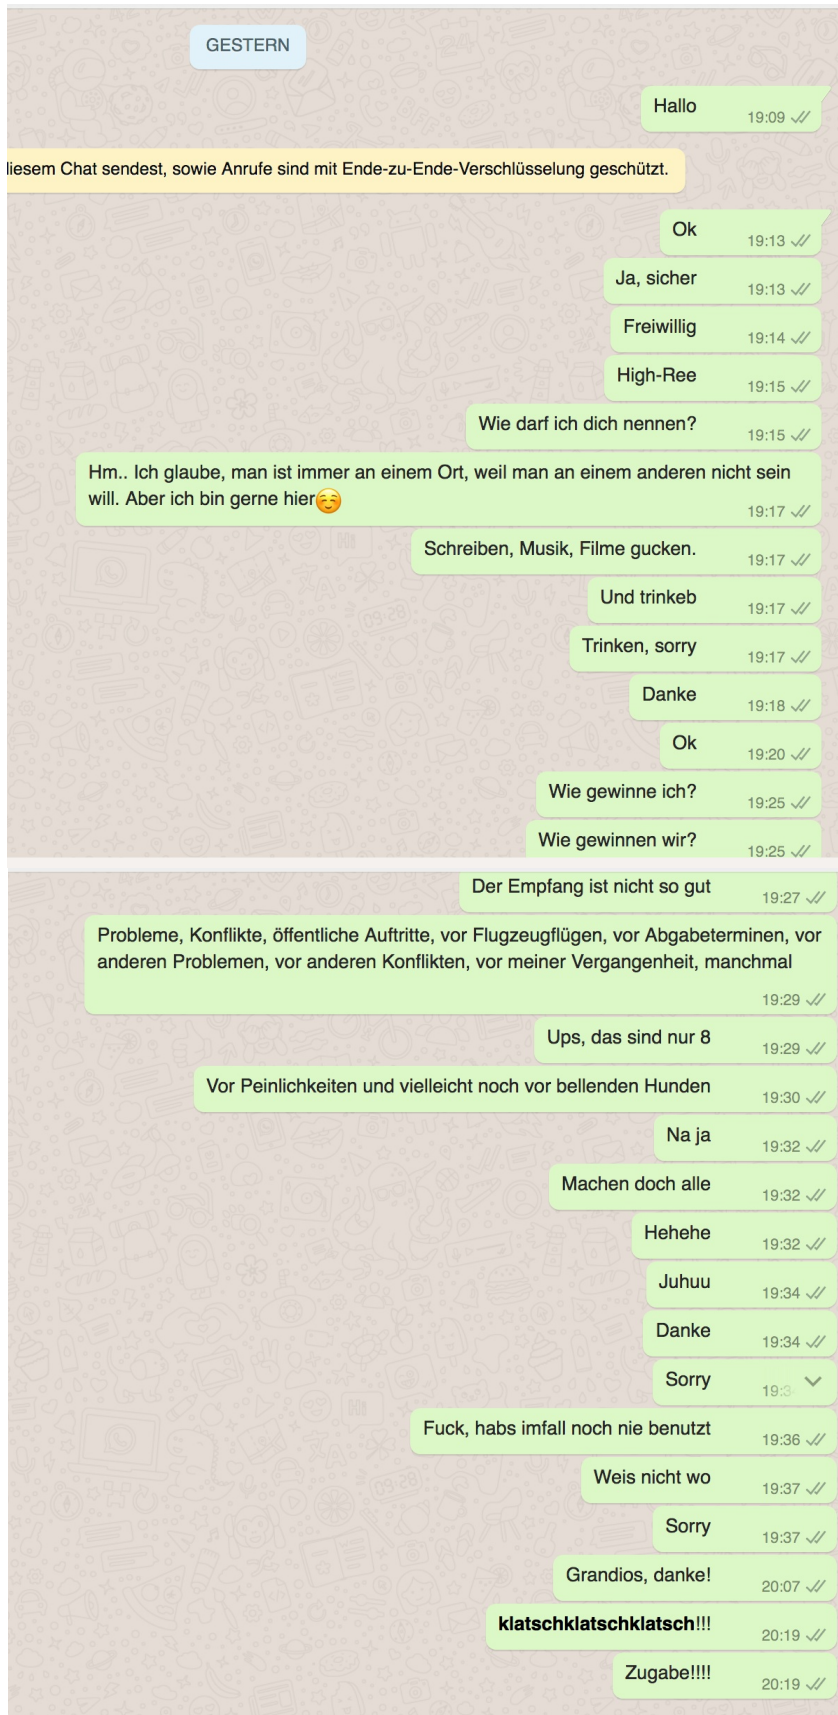 GESTERN
Hallo
19:09
diesem Chat sendest, sowie Anrufe sind mit Ende-zu-Ende-Verschlüsselung geschützt.
Ok
19:13
Ja, sicher
19:13
Freiwillig
19:14
High-Ree
19:15
Wie darf ich dich nennen?
19:15
Hm.. Ich glaube, man ist immer an einem Ort, weil man an einem anderen nicht sein
will. Aber ich bin gerne hier☺️
19:17
Schreiben, Musik, Filme gucken.
19:17
Und trinkeb
19:17
Trinken, sorry
19:17
Danke
19:18
Ok
19:20
Wie gewinne ich?
19:25
Wie gewinnen wir?
19:25
Der Empfang ist nicht so gut
19:27
Probleme, Konflikte, öffentliche Auftritte, vor Flugzeugflügen, vor Abgabeterminen, vor
anderen Problemen, vor anderen Konflikten, vor meiner Vergangenheit, manchmal
19:29
Ups, das sind nur 8
19:29
Vor Peinlichkeiten und vielleicht noch vor bellenden Hunden
19:30
Na ja
19:32
Machen doch alle
19:32
Hehehe
19:32
Juhuu
19:34
Danke
19:34
Sorry
Fuck, habs imfall noch nie benutzt
19:36
Weis nicht wo
19:37
Sorry
19:37
Grandios, danke!
20:07
klatschklatschklatsch!!!
20:19
Zugabe!!!!
20:19